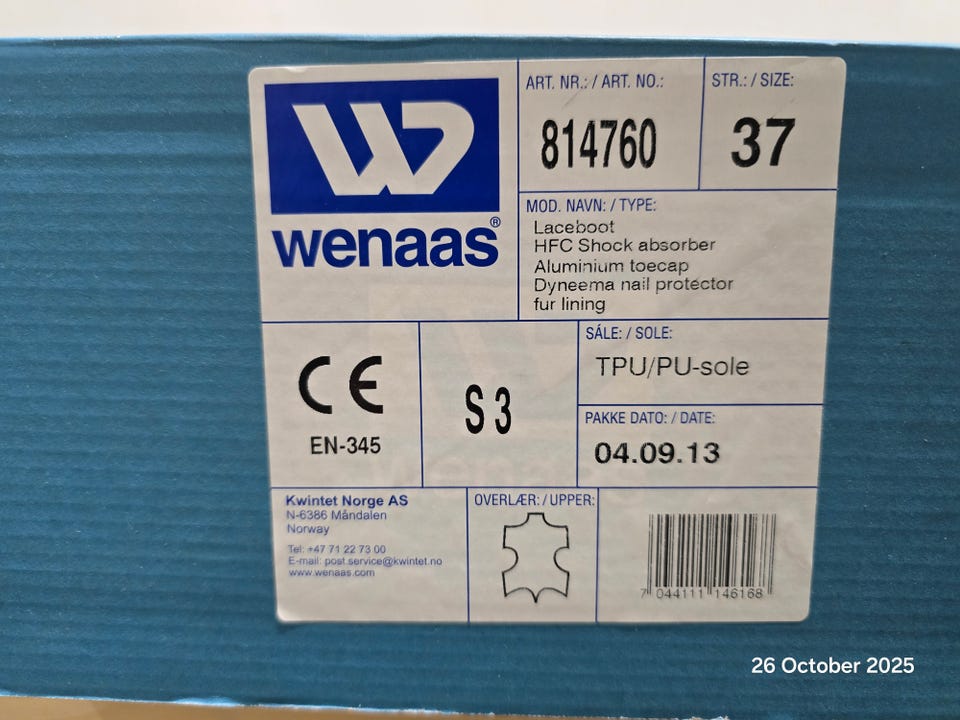 wenaas®
ART. NR.: / ART. NO.:
814760
STR.: / SIZE:
37
MOD. NAVN: / TYPE:
Laceboot
HFC Shock absorber
Aluminium toecap
Dyneema nail protector
fur lining
CE
EN-345
S 3
SÁLE: / SOLE:
TPU/PU-sole
PAKKE DATO: / DATE:
04.09.13
Kwintet Norge AS
N-6386 Måndalen
Norway
Tel: +47 71 22 73 00
E-mail: post.service@kwintet.no
www.wenaas.com
OVERLÆR: / UPPER:
7 044111 146168
26 October 2025